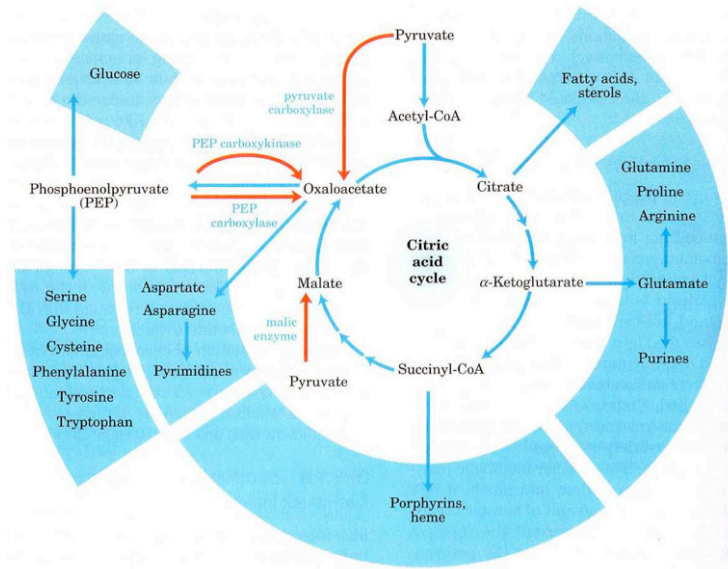 Pyruvate
Glucose
Fatty acids,
sterols
pyruvate
carboxylase
Acetyl-CoA
PEP carboxykinase
Glutamine
Phosphoenolpyruvate
(PEP)
Oxaloacetate
Citrate
Proline
Arginine
PEP
carboxylase
Citric
acid
cycle
Aspartatc
Asparagine
Malate
α-Ketoglutarate
Glutamate
Serine
Glycine
Cysteine
Phenylalanine
Tyrosine
Tryptophan
malic
enzyme
Pyrimidines
Pyruvate
Succinyl-CoA
Purines
Porphyrins,
heme